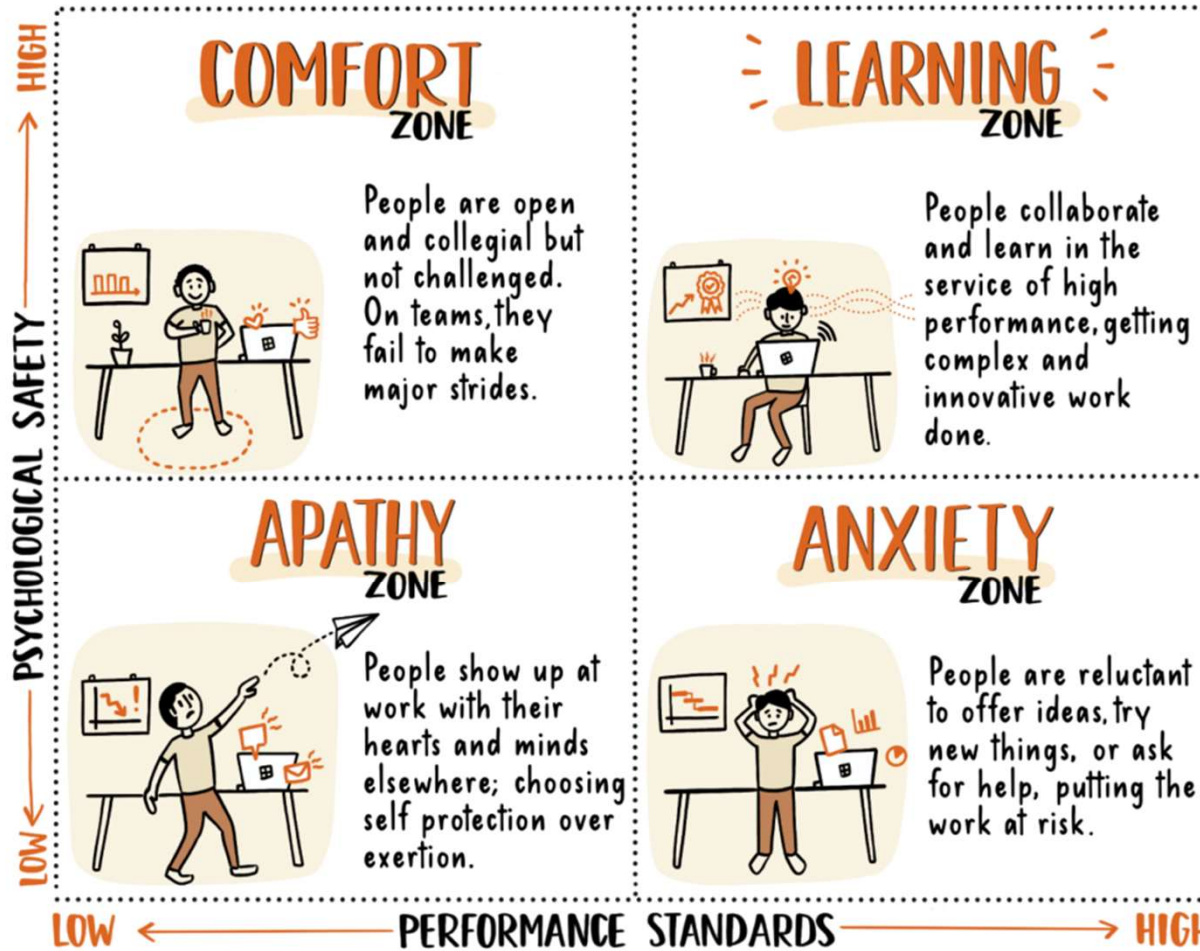 COMFORT
ZONE
People are open
and collegial but
not challenged.
On teams, they
fail to make
major strides.
LEARNING
ZONE
People collaborate
and learn in the
service of high
performance, getting
complex and
innovative work
done.
APATHY
ZONE
People show up at
work with their
hearts and minds
elsewhere; choosing
self protection over
exertion.
ANXIETY
ZONE
People are reluctant
to offer ideas, try
new things, or ask
for help, putting the
work at risk.
HIGH
PSYCHOLOGICAL SAFETY
LOW
LOW
PERFORMANCE STANDARDS
HIGH